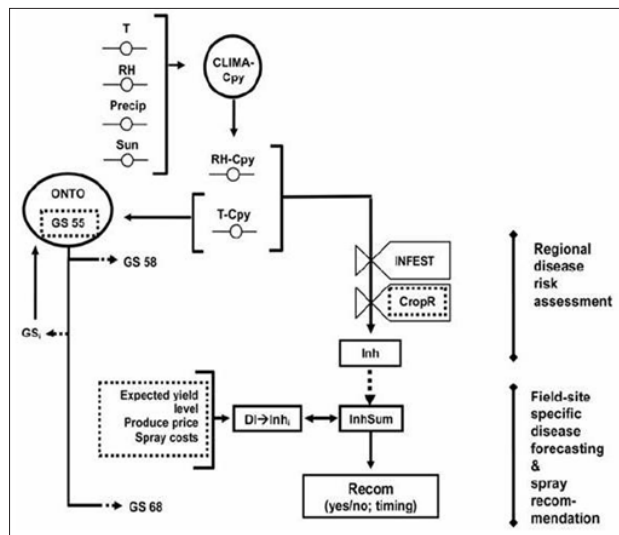 T
RH
Precip
Sun
CLIMA-
Cpy
RH-Cpy
T-Cpy
ONTO
GS 55
GS 58
GSi
GS 68
INFEST
CropR
Inh
Expected yield
level
Produce price
Spray costs
DI→Inhi
InhSum
Recom
(yes/no; timing)
Regional
disease
risk
assessment
Field-site
specific
disease
forecasting
&
spray
recom-
mendation